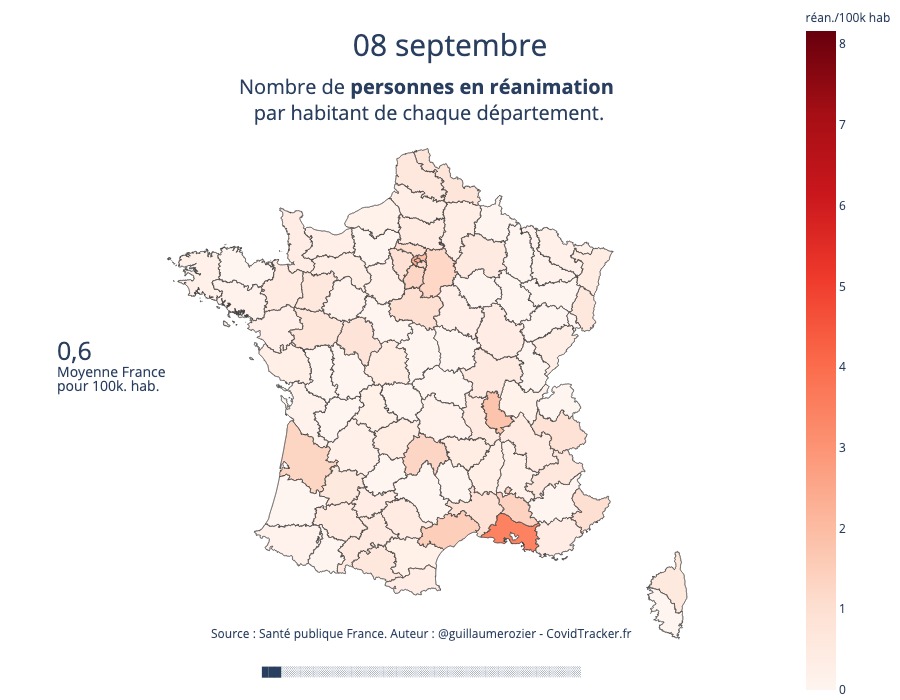 réan./100k hab
08 septembre
Nombre de personnes en réanimation
par habitant de chaque département.
8
7
6
5
4
3
2
1
0
0,6
Moyenne France
pour 100k. hab.
Source : Santé publique France. Auteur : @guillaumerozier - CovidTracker.fr